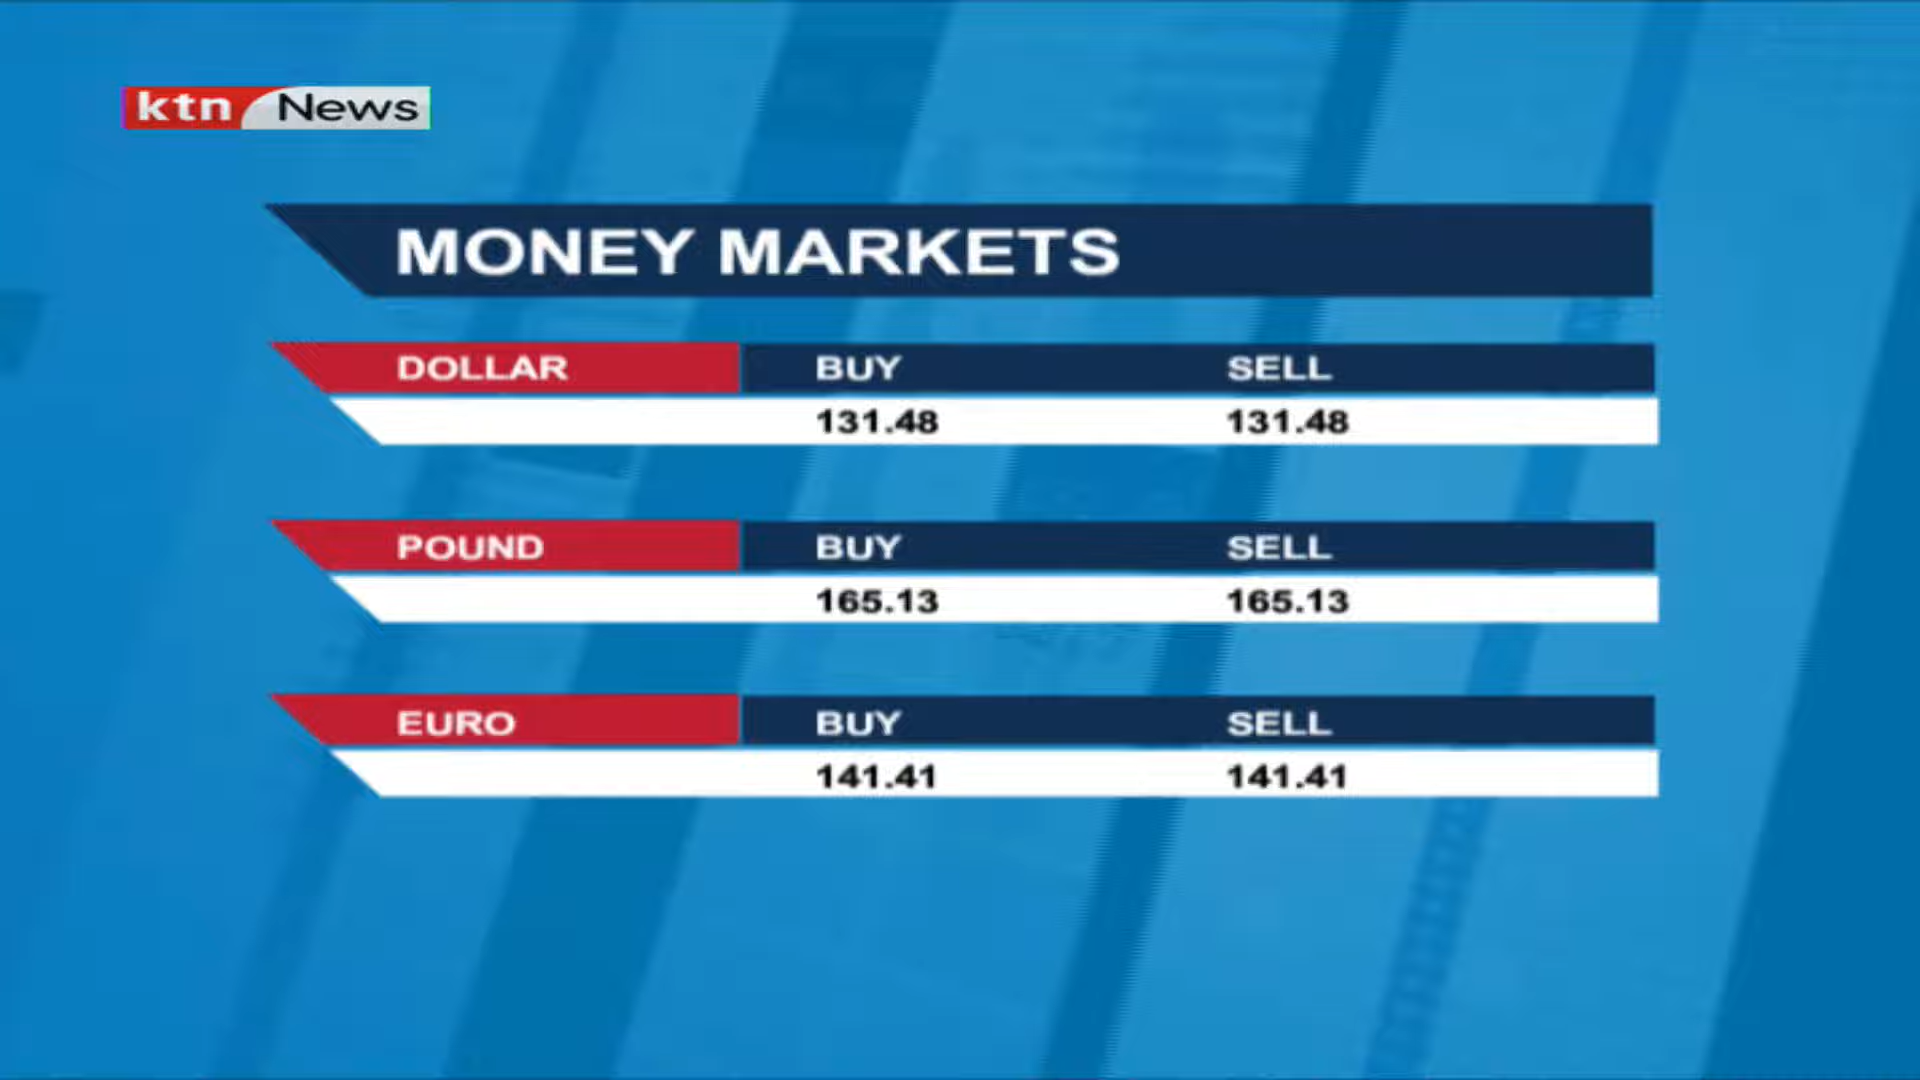 ktn News
MONEY MARKETS
DOLLAR BUY SELL
131.48 131.48
POUND BUY SELL
165.13 165.13
EURO BUY SELL
141.41 141.41